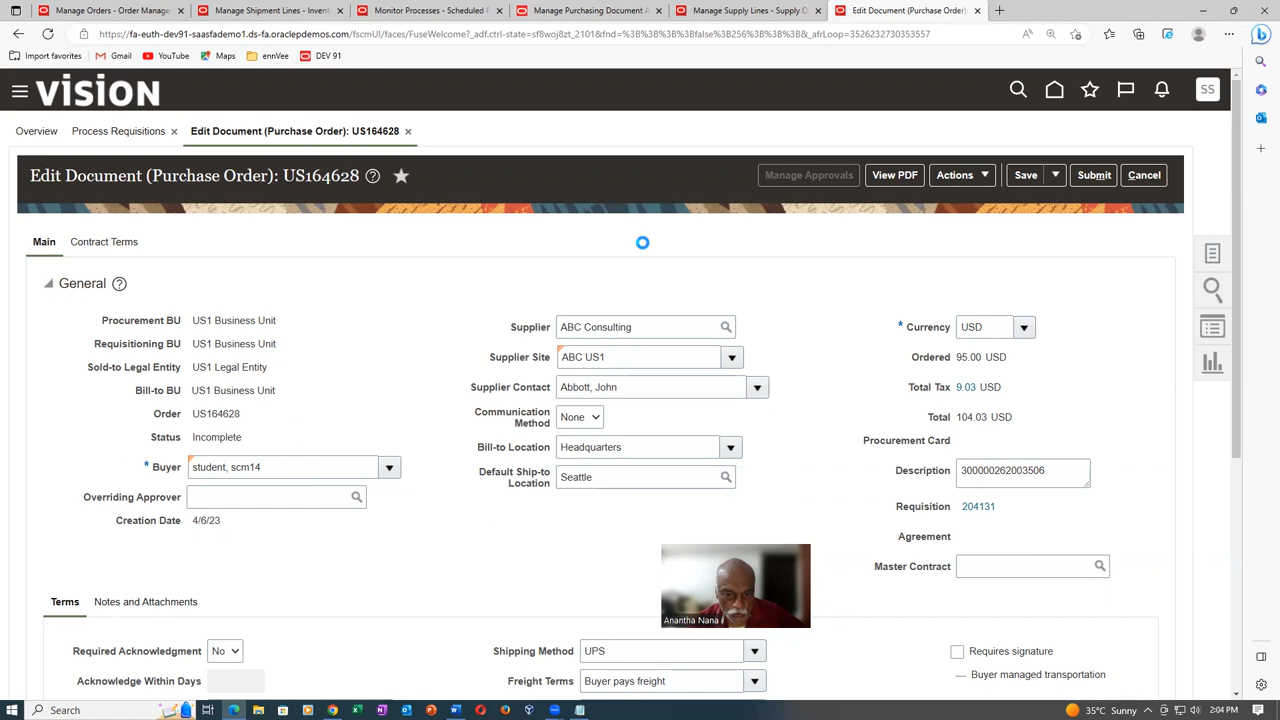 Manage Orders - Order Managem
Manage Shipment Lines - Invento
Monitor Processes - Scheduled P
Manage Purchasing Document A
Manage Supply Lines - Supply O
Edit Document (Purchase Order)
https://fa-euth-dev91-saasfademo1.ds-fa.oraclepdemos.com/fscmUI/faces/FuseWelcome?_adf.ctrl-state=sf8woj8zt_2101&fnd=%3B%3B%3B%3Bfalse%3B256%3B%3B%3B&_afrLoop=3526232730353557
Import favorites
Gmail
YouTube
Maps
ennVee
DEV 91
VISION
SS
Overview
Process Requisitions
Edit Document (Purchase Order): US164628
Edit Document (Purchase Order): US164628
Manage Approvals
View PDF
Actions
Save
Submit
Cancel
Main
Contract Terms
General
Procurement BU US1 Business Unit
Requisitioning BU US1 Business Unit
Sold-to Legal Entity US1 Legal Entity
Bill-to BU US1 Business Unit
Order US164628
Status Incomplete
* Buyer student, scm14
Overriding Approver
Creation Date 4/6/23
Supplier ABC Consulting
Supplier Site ABC US1
Supplier Contact Abbott, John
Communication
Method None
Bill-to Location Headquarters
Default Ship-to
Location Seattle
* Currency USD
Ordered 95.00 USD
Total Tax 9.03 USD
Total 104.03 USD
Procurement Card
Description 300000262003506
Requisition 204131
Agreement
Master Contract
Anantha Nana
Terms
Notes and Attachments
Required Acknowledgment No
Acknowledge Within Days
Shipping Method UPS
Freight Terms Buyer pays freight
Requires signature
Buyer managed transportation
Search
35°C Sunny
2:04 PM